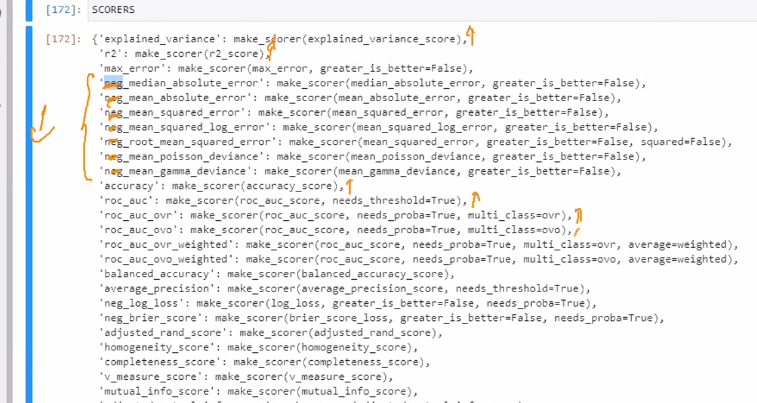 [172]: SCORERS
[172]: {'explained_variance': make_scorer(explained_variance_score),
'r2': make_scorer(r2_score),
'max_error': make_scorer(max_error, greater_is_better=False),
'neg_median_absolute_error': make_scorer(median_absolute_error, greater_is_better=False),
'neg_mean_absolute_error': make_scorer(mean_absolute_error, greater_is_better=False),
'neg_mean_squared_error': make_scorer(mean_squared_error, greater_is_better=False),
'neg_mean_squared_log_error': make_scorer(mean_squared_log_error, greater_is_better=False),
'neg_root_mean_squared_error': make_scorer(mean_squared_error, greater_is_better=False, squared=False),
'neg_mean_poisson_deviance': make_scorer(mean_poisson_deviance, greater_is_better=False),
'neg_mean_gamma_deviance': make_scorer(mean_gamma_deviance, greater_is_better=False),
'accuracy': make_scorer(accuracy_score),
'roc_auc': make_scorer(roc_auc_score, needs_threshold=True),
'roc_auc_ovr': make_scorer(roc_auc_score, needs_proba=True, multi_class=ovr),
'roc_auc_ovo': make_scorer(roc_auc_score, needs_proba=True, multi_class=ovo),
'roc_auc_ovr_weighted': make_scorer(roc_auc_score, needs_proba=True, multi_class=ovr, average=weighted),
'roc_auc_ovo_weighted': make_scorer(roc_auc_score, needs_proba=True, multi_class=ovo, average=weighted),
'balanced_accuracy': make_scorer(balanced_accuracy_score),
'average_precision': make_scorer(average_precision_score, needs_threshold=True),
'neg_log_loss': make_scorer(log_loss, greater_is_better=False, needs_proba=True),
'neg_brier_score': make_scorer(brier_score_loss, greater_is_better=False, needs_proba=True),
'adjusted_rand_score': make_scorer(adjusted_rand_score),
'homogeneity_score': make_scorer(homogeneity_score),
'completeness_score': make_scorer(completeness_score),
'v_measure_score': make_scorer(v_measure_score),
'mutual_info_score': make_scorer(mutual_info_score),